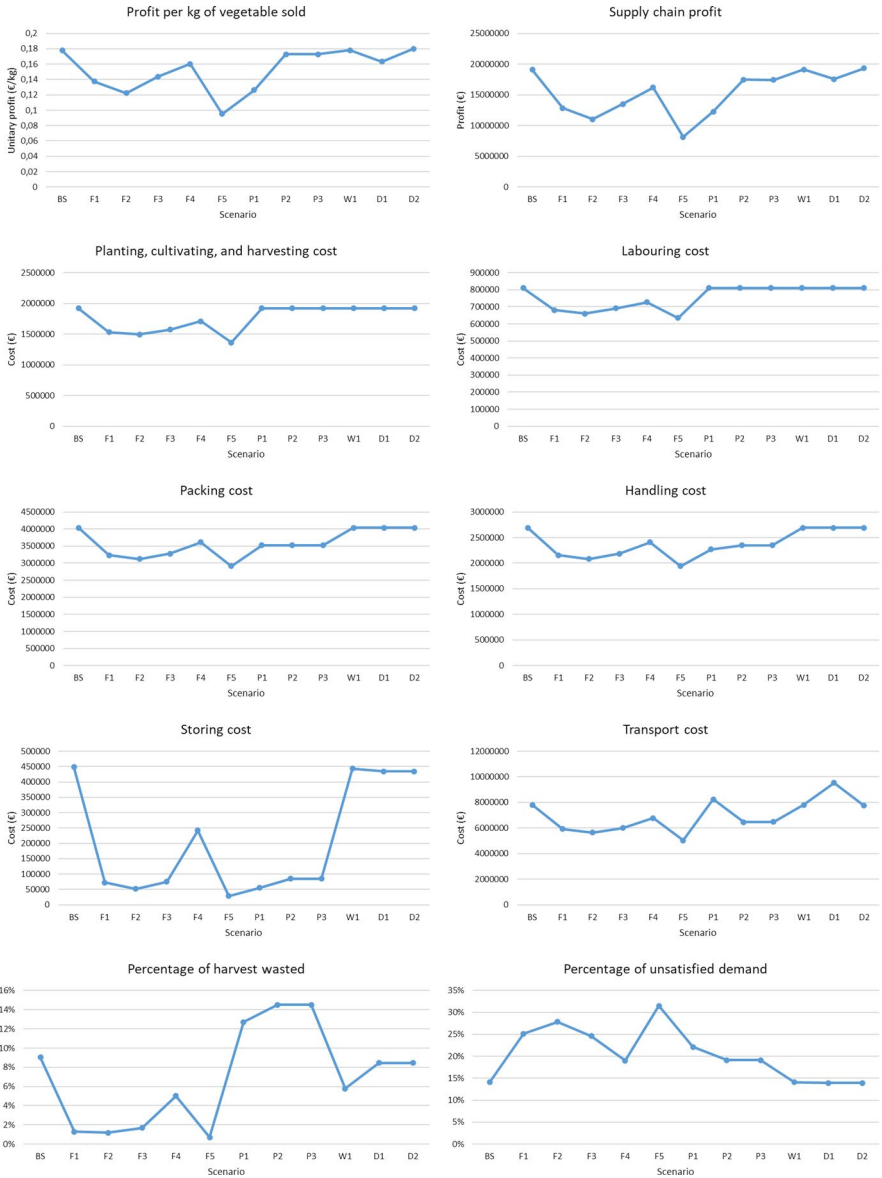 Profit per kg of vegetable sold
Unitary profit (€/kg)
0,2
0,18
0,16
0,14
0,12
0,1
0,08
0,06
0,04
0,02
0
BS F1 F2 F3 F4 F5 P1 P2 P3 W1 D1 D2
Scenario
Supply chain profit
Profit (€)
25000000
20000000
15000000
10000000
5000000
0
BS F1 F2 F3 F4 F5 P1 P2 P3 W1 D1 D2
Scenario
Planting, cultivating, and harvesting cost
Cost (€)
2500000
2000000
1500000
1000000
500000
0
BS F1 F2 F3 F4 F5 P1 P2 P3 W1 D1 D2
Scenario
Labouring cost
Cost (€)
900000
800000
700000
600000
500000
400000
300000
200000
100000
0
BS F1 F2 F3 F4 F5 P1 P2 P3 W1 D1 D2
Scenario
Packing cost
Cost (€)
4500000
4000000
3500000
3000000
2500000
2000000
1500000
1000000
500000
0
BS F1 F2 F3 F4 F5 P1 P2 P3 W1 D1 D2
Scenario
Handling cost
Cost (€)
3000000
2500000
2000000
1500000
1000000
500000
0
BS F1 F2 F3 F4 F5 P1 P2 P3 W1 D1 D2
Scenario
Storing cost
Cost (€)
500000
450000
400000
350000
300000
250000
200000
150000
100000
50000
0
BS F1 F2 F3 F4 F5 P1 P2 P3 W1 D1 D2
Scenario
Transport cost
Cost (€)
12000000
10000000
8000000
6000000
4000000
2000000
0
BS F1 F2 F3 F4 F5 P1 P2 P3 W1 D1 D2
Scenario
Percentage of harvest wasted
16%
14%
12%
10%
8%
6%
4%
2%
0%
BS F1 F2 F3 F4 F5 P1 P2 P3 W1 D1 D2
Scenario
Percentage of unsatisfied demand
35%
30%
25%
20%
15%
10%
5%
0%
BS F1 F2 F3 F4 F5 P1 P2 P3 W1 D1 D2
Scenario